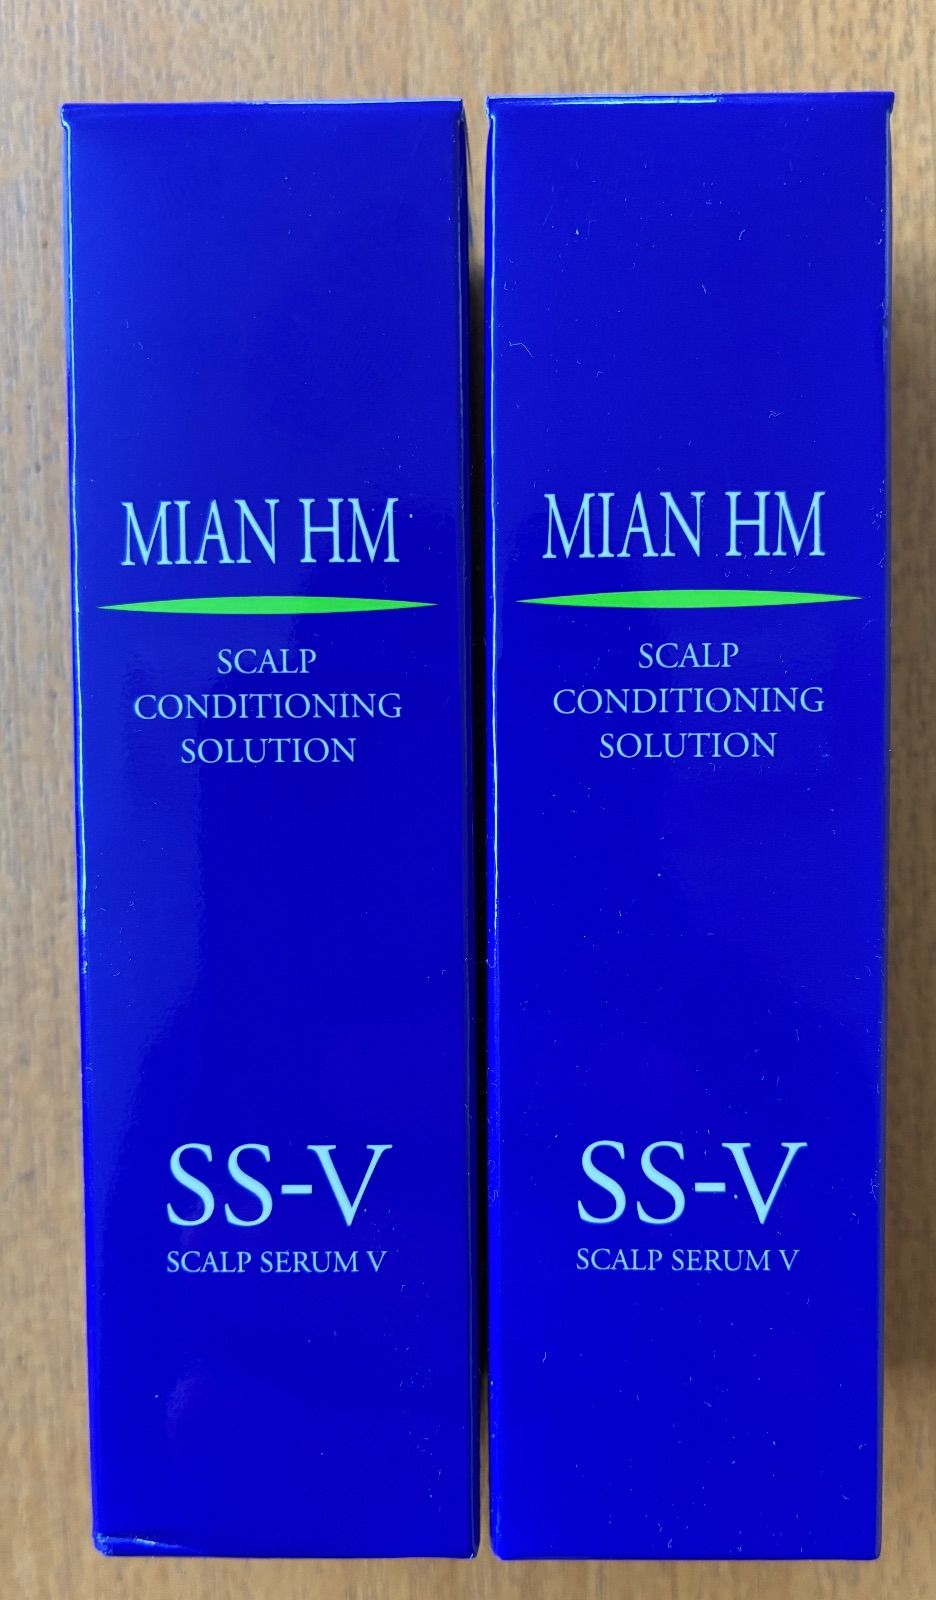 MIAN HM
SCALP
CONDITIONING
SOLUTION
SS-V
SCALP SERUM V
MIAN HM
SCALP
CONDITIONING
SOLUTION
SS-V
SCALP SERUM V